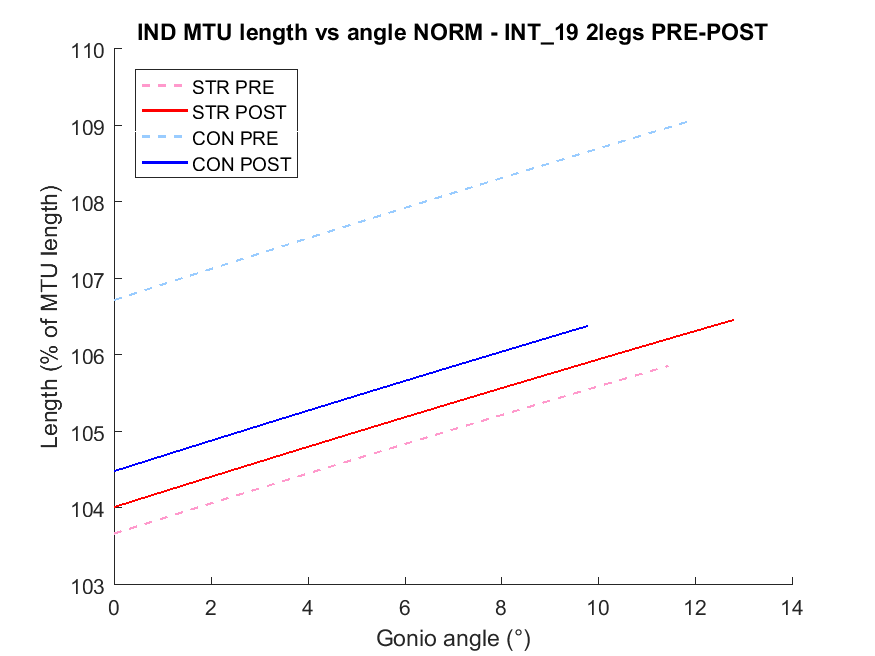 IND MTU length vs angle NORM - INT_19 2legs PRE-POST
110
109
108
107
106
105
104
103
Length (% of MTU length)
STR PRE
STR POST
CON PRE
CON POST
0 2 4 6 8 10 12 14
Gonio angle (°)